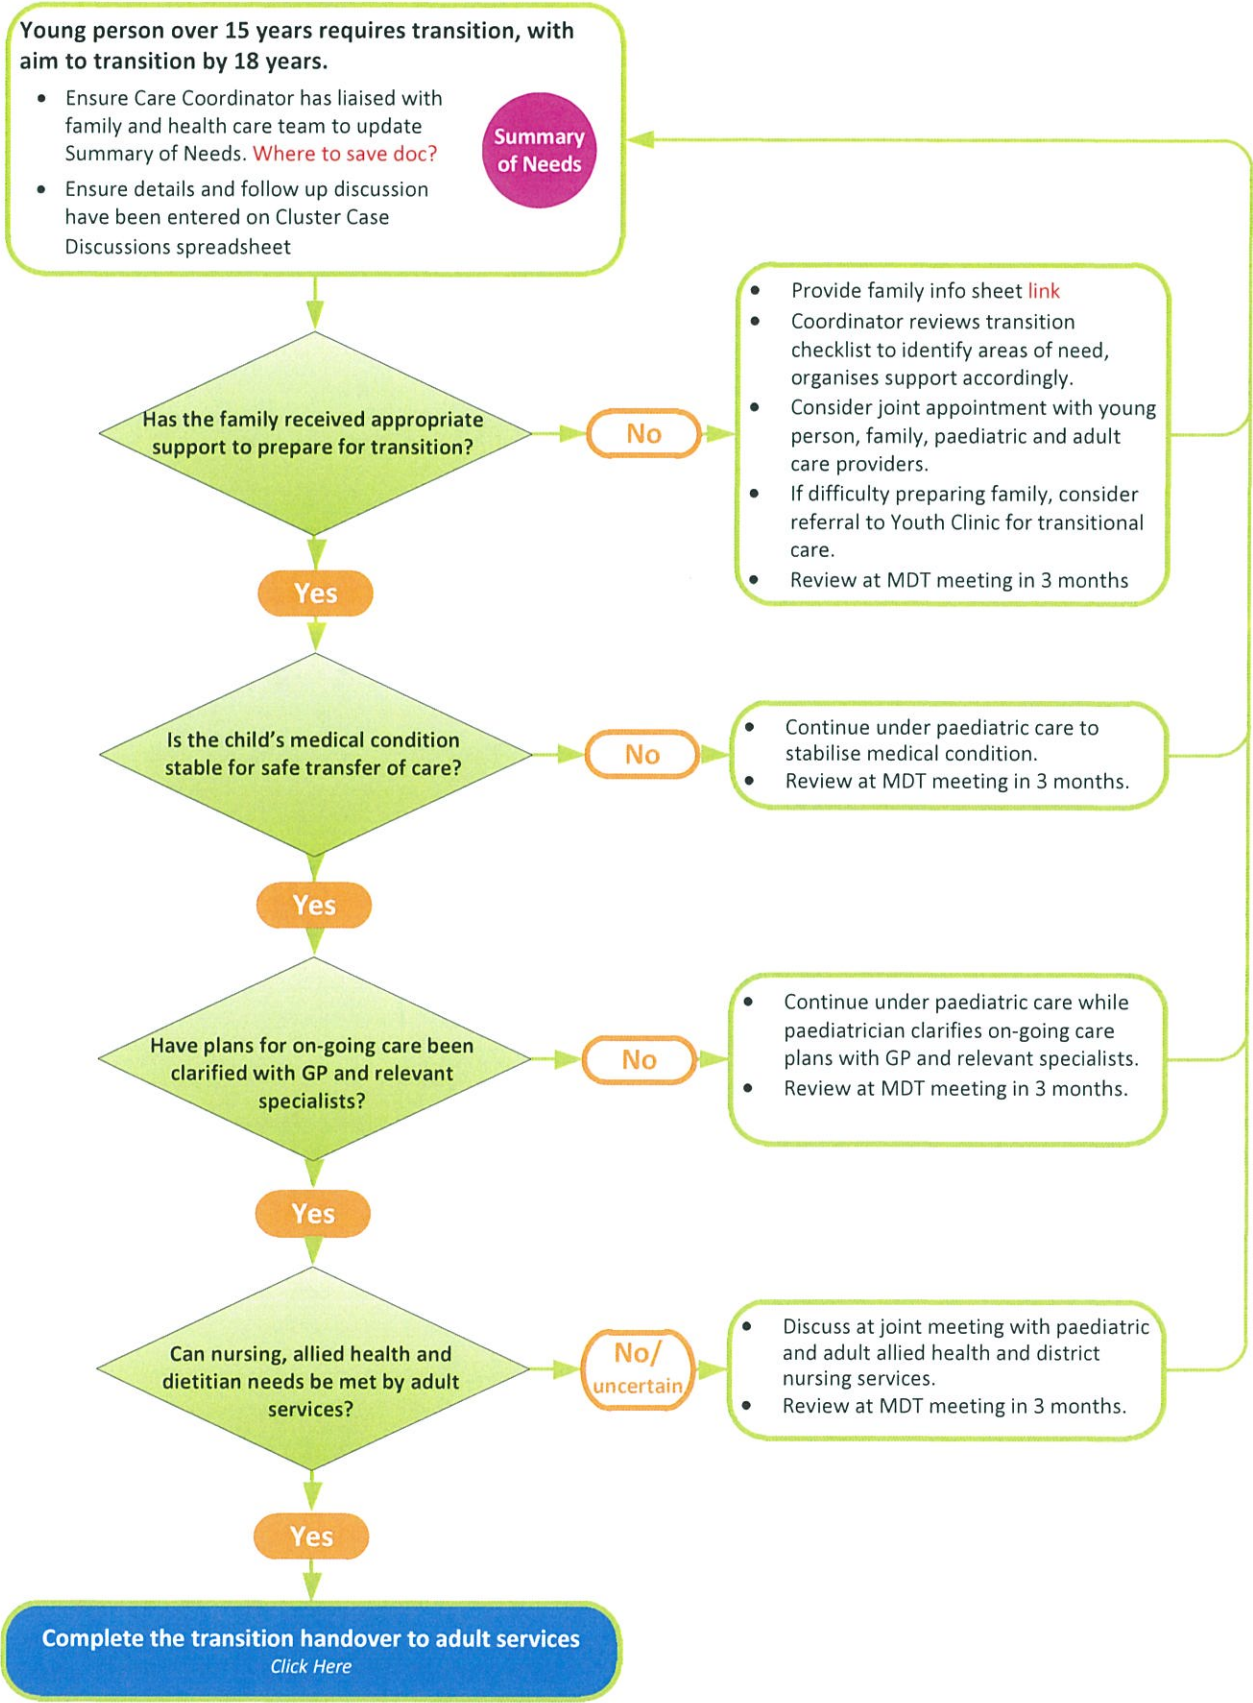 Young person over 15 years requires transition, with
aim to transition by 18 years.
• Ensure Care Coordinator has liaised with
family and health care team to update
Summary of Needs. Where to save doc?
• Ensure details and follow up discussion
have been entered on Cluster Case
Discussions spreadsheet
Summary
of Needs
Has the family received appropriate
support to prepare for transition?
No
• Provide family info sheet link
• Coordinator reviews transition
checklist to identify areas of need,
organises support accordingly.
• Consider joint appointment with young
person, family, paediatric and adult
care providers.
• If difficulty preparing family, consider
referral to Youth Clinic for transitional
care.
• Review at MDT meeting in 3 months
Yes
Is the child's medical condition
stable for safe transfer of care?
No
• Continue under paediatric care to
stabilise medical condition.
• Review at MDT meeting in 3 months.
Yes
Have plans for on-going care been
clarified with GP and relevant
specialists?
No
• Continue under paediatric care while
paediatrician clarifies on-going care
plans with GP and relevant specialists.
• Review at MDT meeting in 3 months.
Yes
Can nursing, allied health and
dietitian needs be met by adult
services?
No/
uncertain
• Discuss at joint meeting with paediatric
and adult allied health and district
nursing services.
• Review at MDT meeting in 3 months.
Yes
Complete the transition handover to adult services
Click Here